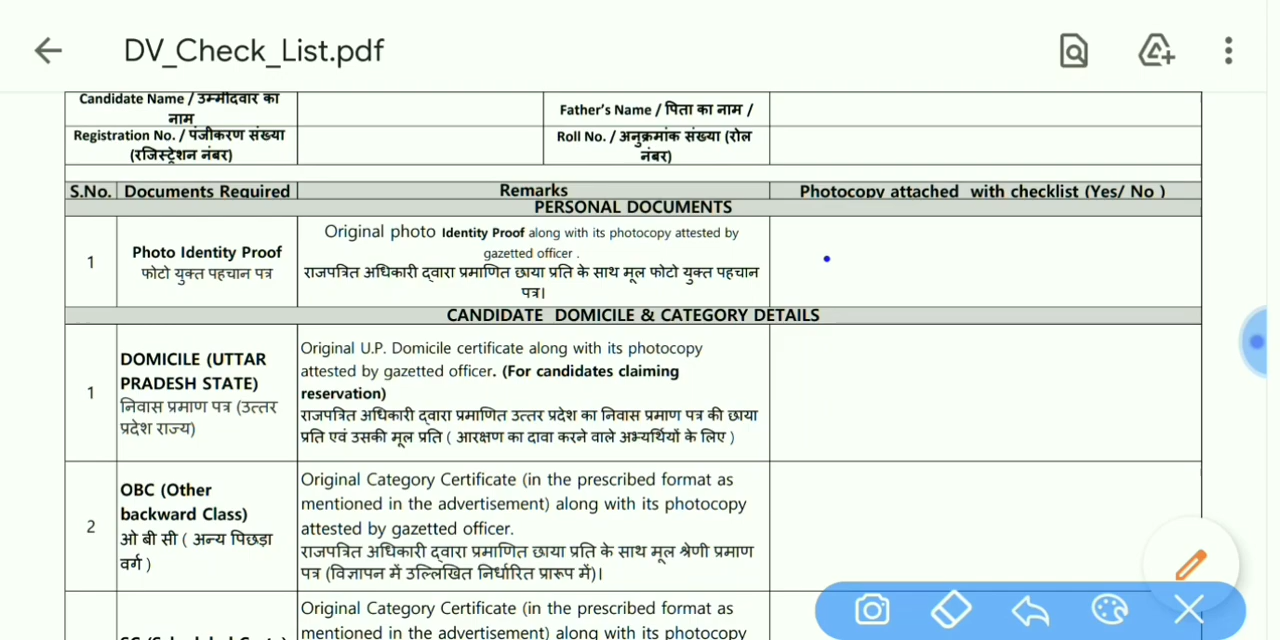 DV_Check_List.pdf
Candidate Name / उम्मीदवार का
नाम
Father's Name / पिता का नाम /
Registration No. / पंजीकरण संख्या
(रजिस्ट्रेशन नंबर)
Roll No. / अनुक्रमांक संख्या (रोल
नंबर)
S.No. Documents Required Remarks Photocopy attached with checklist (Yes/ No )
PERSONAL DOCUMENTS
1
Photo Identity Proof
फोटो युक्त पहचान पत्र
Original photo Identity Proof along with its photocopy attested by
gazetted officer .
राजपत्रित अधिकारी द्वारा प्रमाणित छाया प्रति के साथ मूल फोटो युक्त पहचान
पत्र।
CANDIDATE DOMICILE & CATEGORY DETAILS
1
DOMICILE (UTTAR
PRADESH STATE)
निवास प्रमाण पत्र (उत्तर
प्रदेश राज्य)
Original U.P. Domicile certificate along with its photocopy
attested by gazetted officer. (For candidates claiming
reservation)
राजपत्रित अधिकारी द्वारा प्रमाणित उत्तर प्रदेश का निवास प्रमाण पत्र की छाया
प्रति एवं उसकी मूल प्रति ( आरक्षण का दावा करने वाले अभ्यर्थियों के लिए )
2
OBC (Other
backward Class)
ओ बी सी ( अन्य पिछड़ा
वर्ग )
Original Category Certificate (in the prescribed format as
mentioned in the advertisement) along with its photocopy
attested by gazetted officer.
राजपत्रित अधिकारी द्वारा प्रमाणित छाया प्रति के साथ मूल श्रेणी प्रमाण
पत्र (विज्ञापन में उल्लिखित निर्धारित प्रारूप में)।
Original Category Certificate (in the prescribed format as
mentioned in the advertisement) along with its photocopy